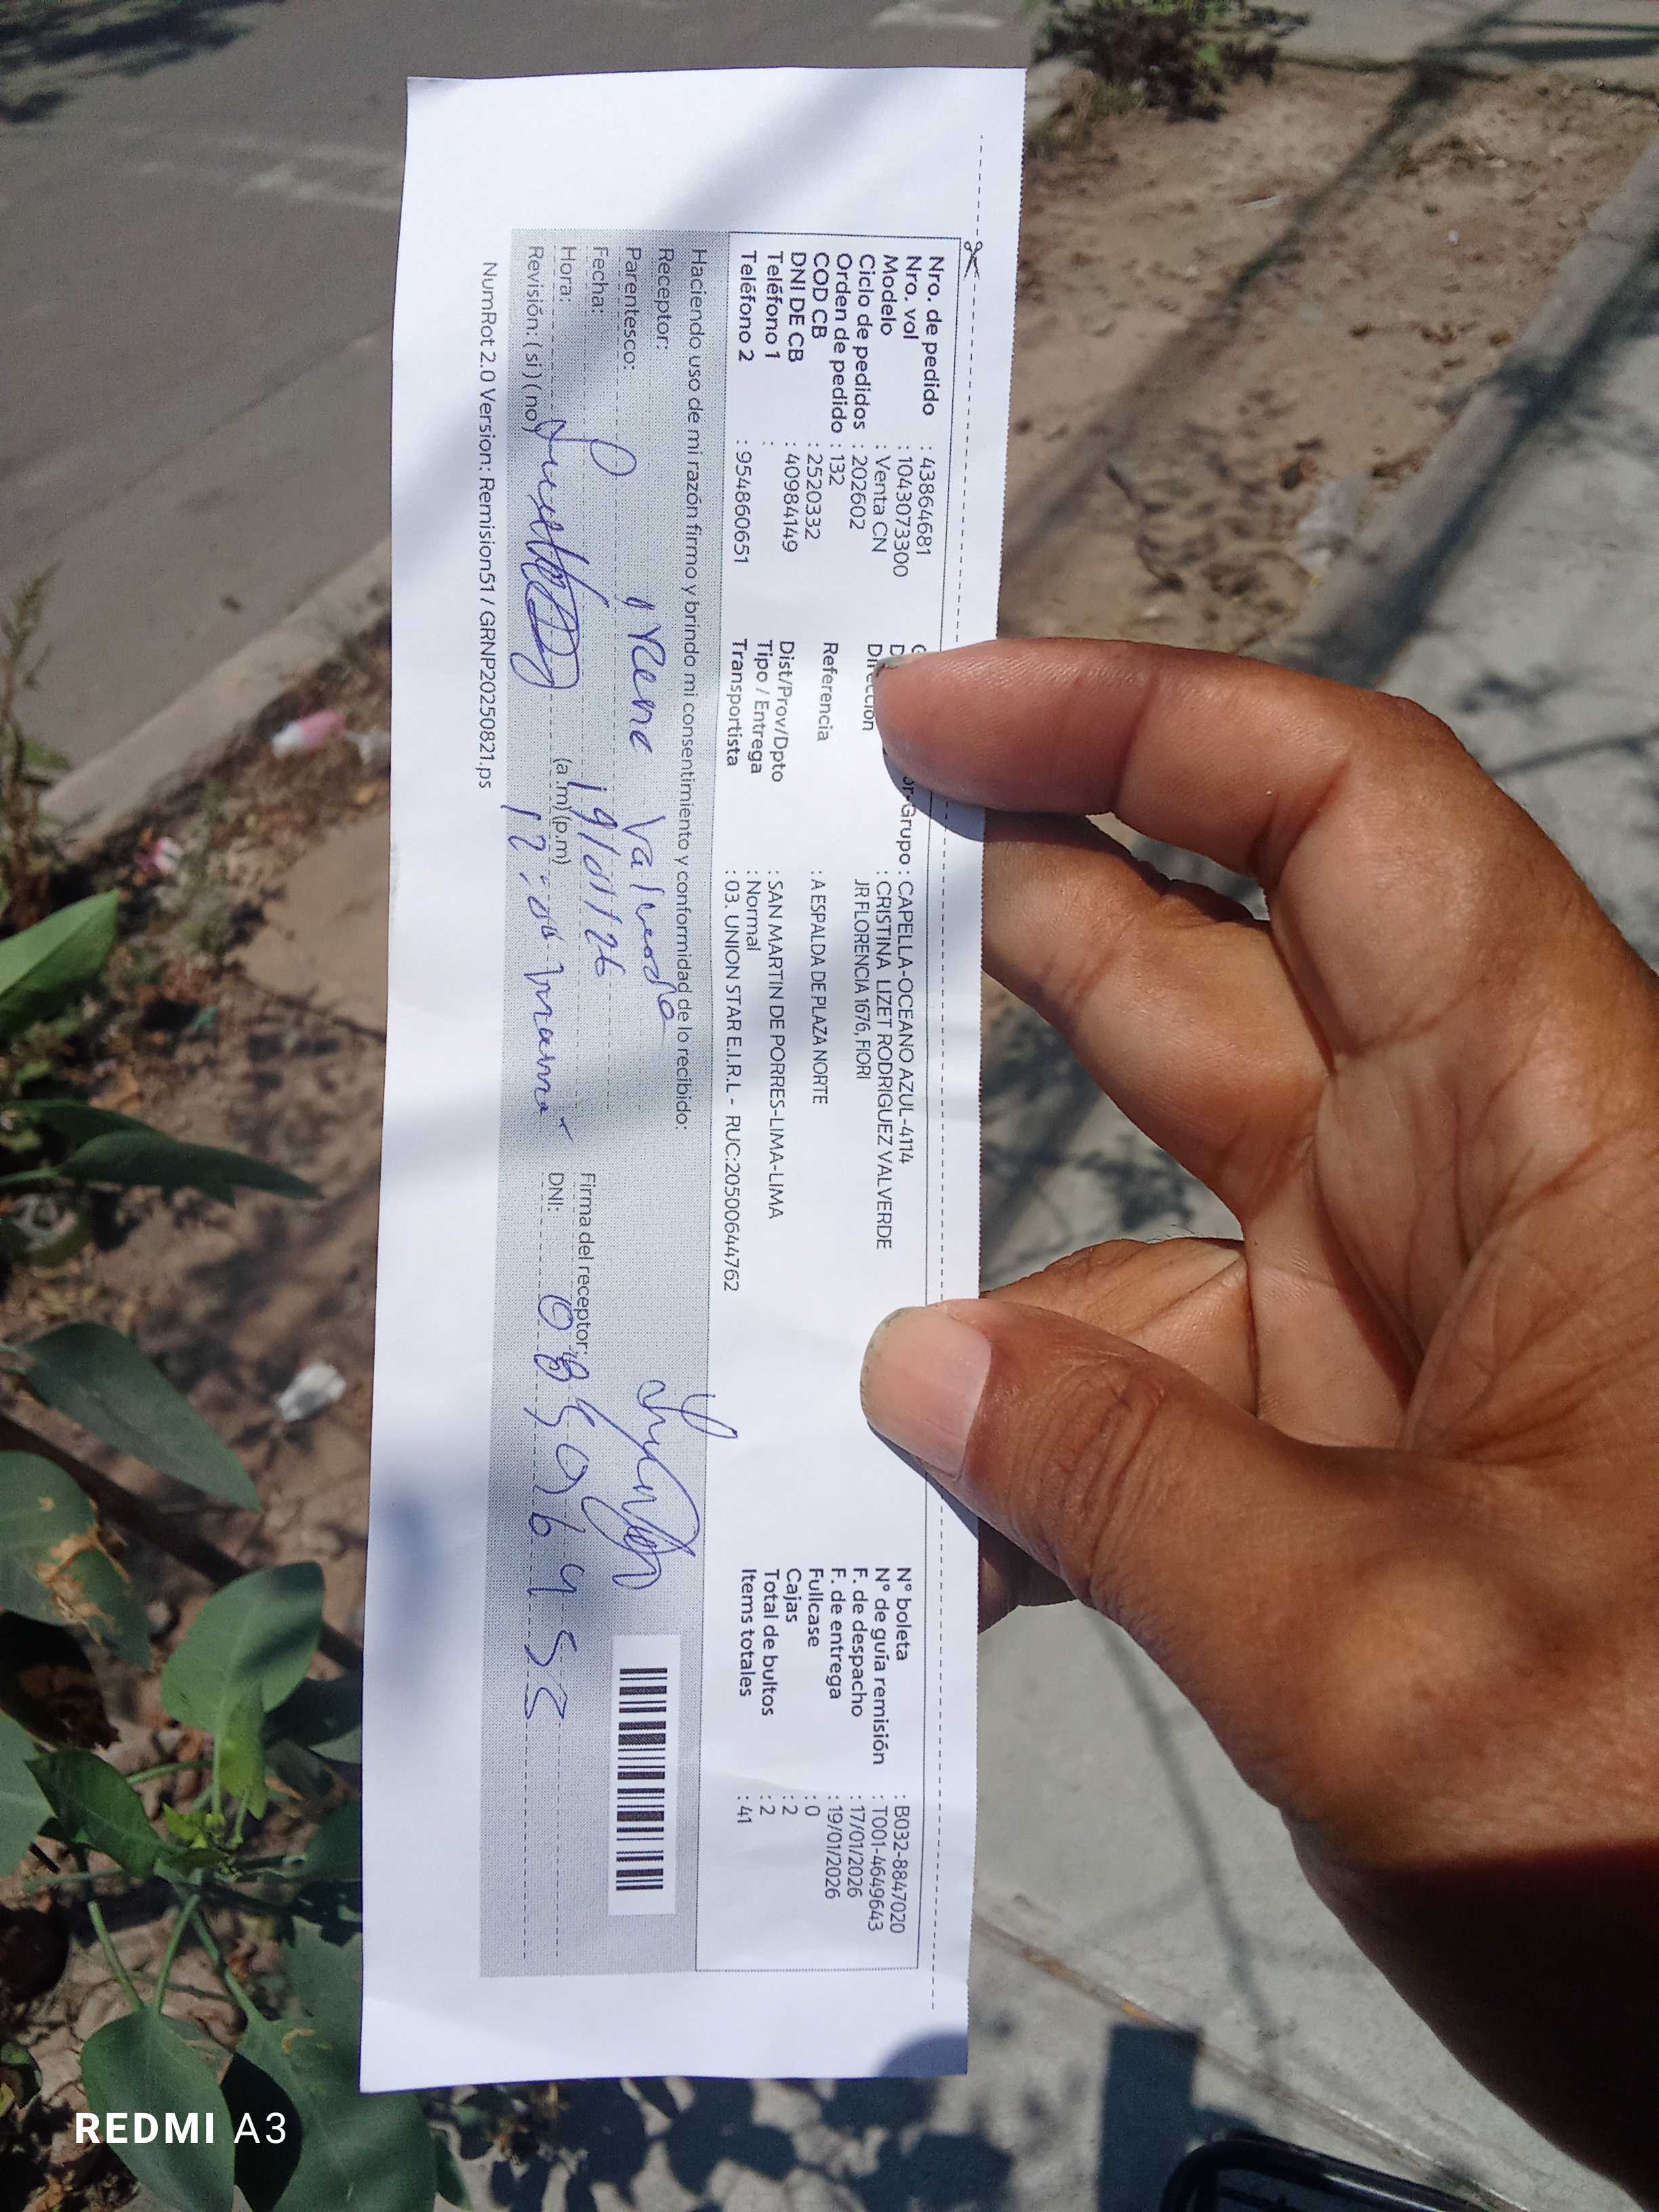 Nro. de pedido : 43864681
Nro. vol : 1043073300
Modelo : Venta CN
Ciclo de pedidos : 202602
Orden de pedido : 132
COD CB : 2520332
DNI DE CB : 40984149
Teléfono 1 :
Teléfono 2 : 954860651
Grupo : CAPELLA-OCEANO AZUL-4114
: CRISTINA LIZET RODRIGUEZ VALVERDE
Dirección JR FLORENCIA 1676, FIORI
Referencia : A ESPALDA DE PLAZA NORTE
Dist/Prov/Dpto : SAN MARTIN DE PORRES-LIMA-LIMA
Tipo / Entrega : Normal
Transportista : 03. UNION STAR E.I.R.L - RUC:20500644762
N° boleta : B032-8847020
N° de guía remisión : T001-4649643
F. de despacho : 17/01/2026
F. de entrega : 19/01/2026
Fullcase : 0
Cajas : 2
Total de bultos : 2
Items totales : 41
Haciendo uso de mi razón firmo y brindo mi consentimiento y conformidad de lo recibido:
Receptor: Irene
Parentesco:
Fecha: 19/01/26
Hora: (a.m) (p.m)
Revisión: ( si ) ( no)
Firma del receptor:
DNI:
NumRot 2.0 Version: Remision51 / GRNP20250821.ps
REDMI A3